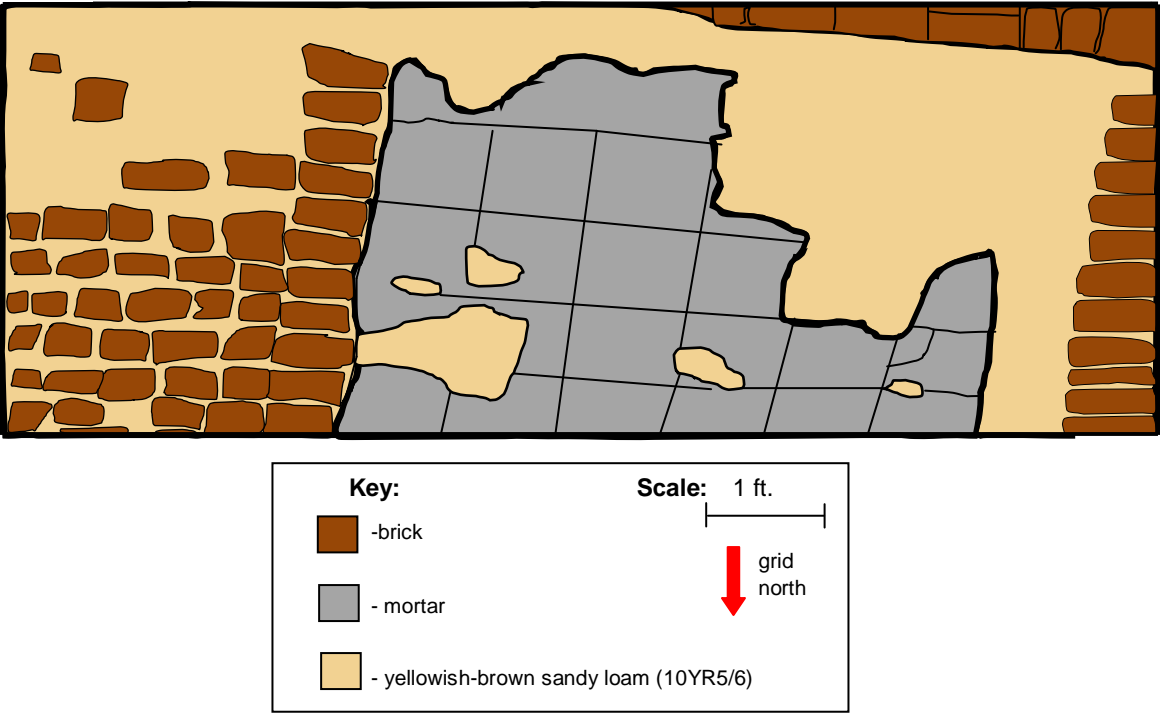 Key:
Scale: 1 ft.
-brick
grid
north
- mortar
- yellowish-brown sandy loam (10YR5/6)